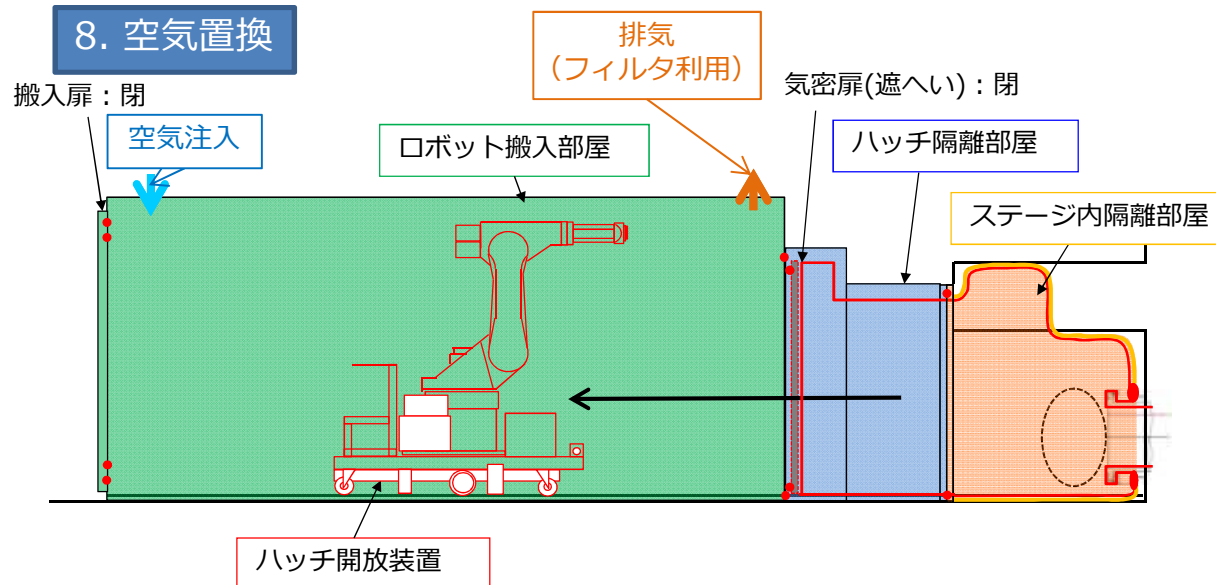 8. 空気置換
排気
(フィルタ利用)
搬入扉:閉
気密扉(遮へい):閉
空気注入
ロボット搬入部屋
ハッチ隔離部屋
ステージ内隔離部屋
ハッチ開放装置